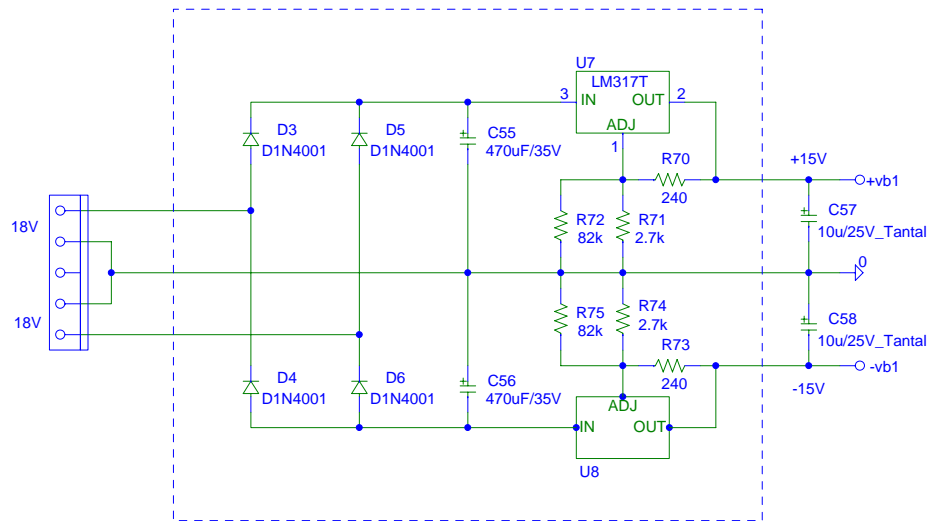 U7
LM317T
3
IN
OUT
2
ADJ
1
D3
D1N4001
D5
D1N4001
C55
470uF/35V
R70
240
+15V
+vb1
18V
R72
82k
R71
2.7k
C57
10u/25V_Tantal
0
18V
R75
82k
R74
2.7k
C58
10u/25V_Tantal
R73
240
-vb1
-15V
D4
D1N4001
D6
D1N4001
C56
470uF/35V
ADJ
IN
OUT
U8